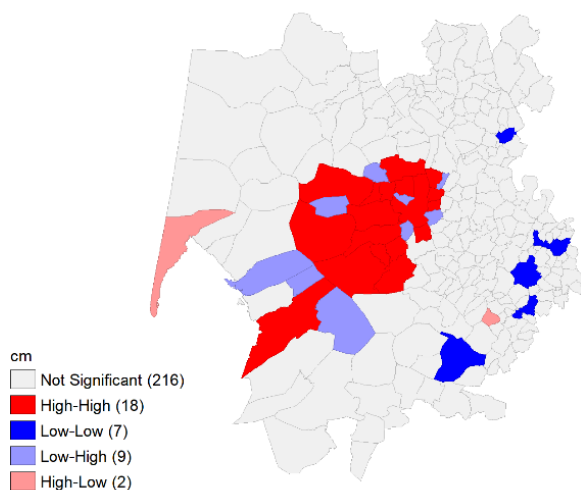 cm
Not Significant (216)
High-High (18)
Low-Low (7)
Low-High (9)
High-Low (2)